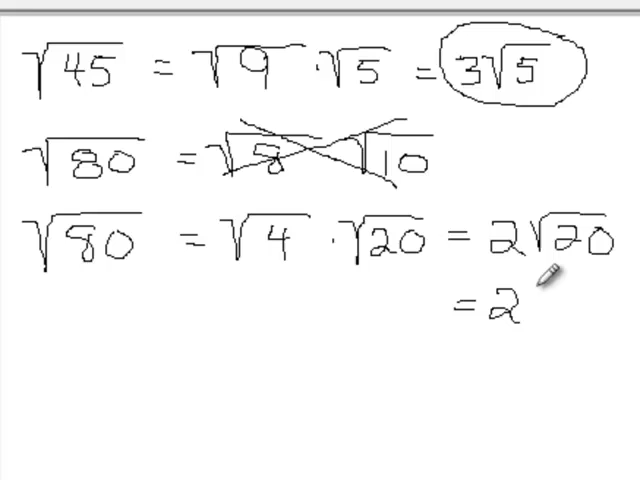 √45 = √9 · √5 = 3√5
√80 = √8 √10
√80 = √4 · √20 = 2√20
= 2